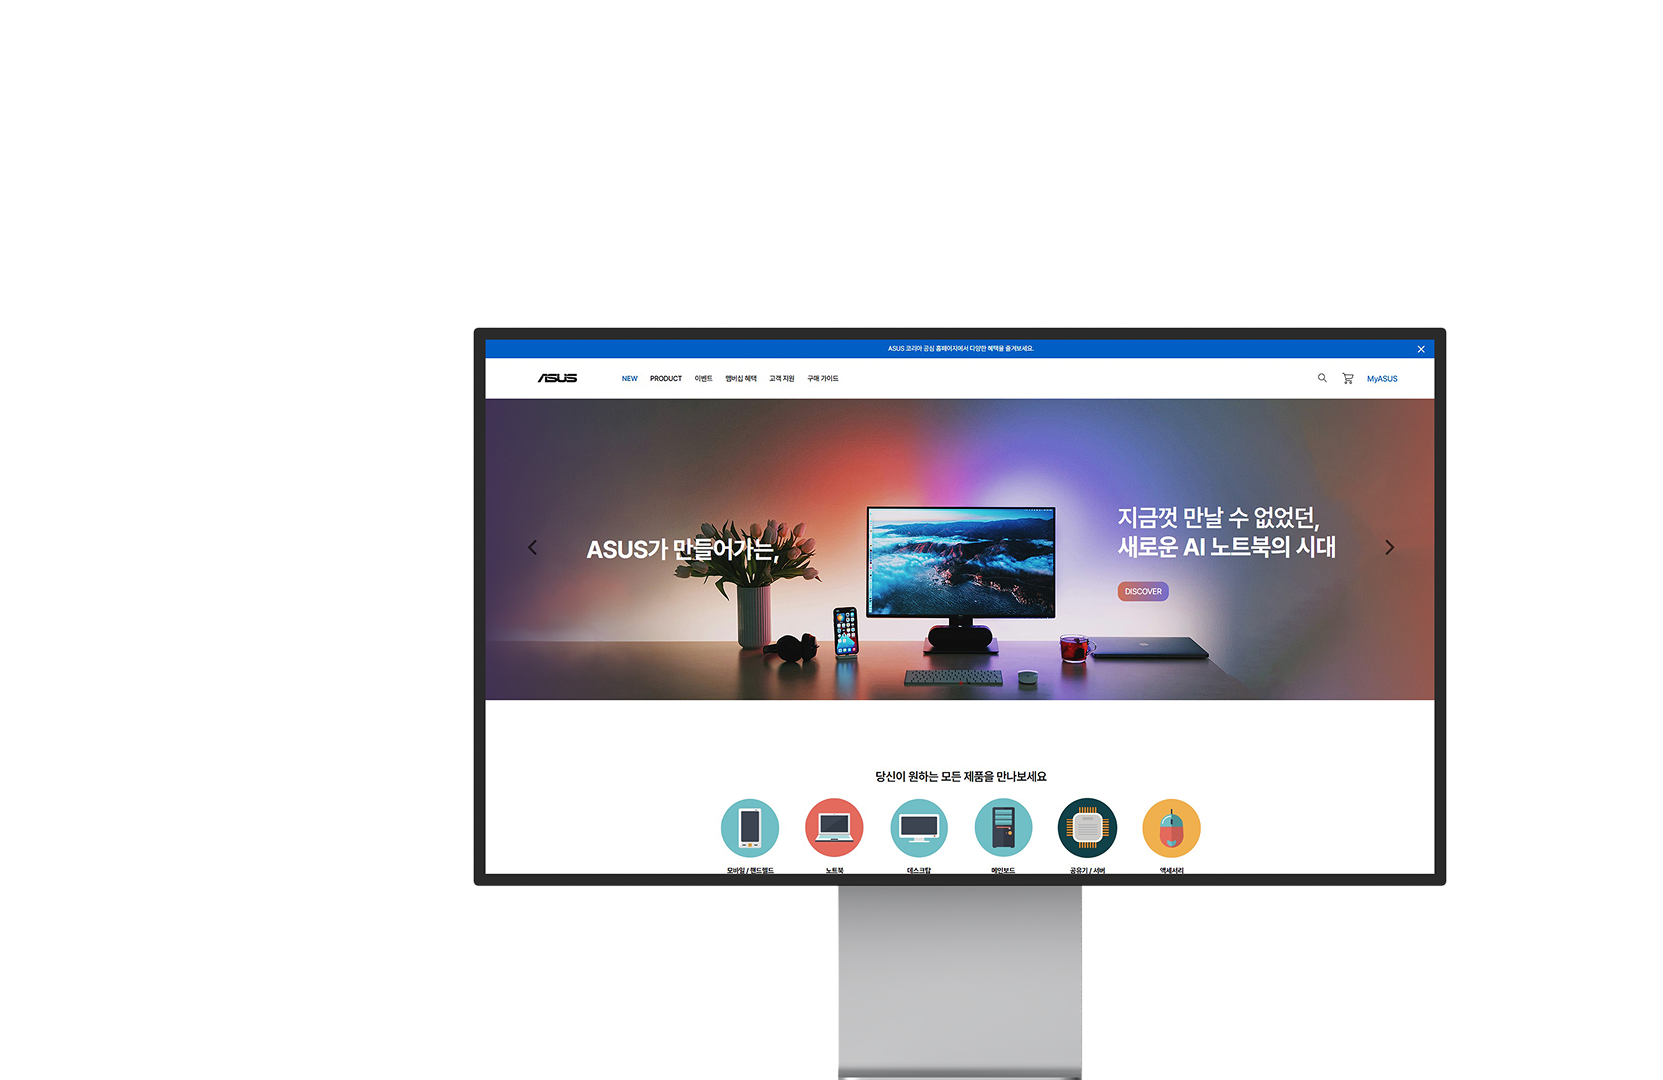 ASUS 코리아 공심 홈페이지에서 다양한 혜택을 즐겨보세요.
ASUS NEW PRODUCT 이벤트 맴버십 혜택 고객 지원 구매 가이드 MyASUS
ASUS가 만들어가는,
지금껏 만날 수 없었던,
새로운 AI 노트북의 시대
DISCOVER
당신이 원하는 모든 제품을 만나보세요
모바일 / 핸드헬드 노트북 데스크탑 메인보드 공유기 / 서버 액세서리